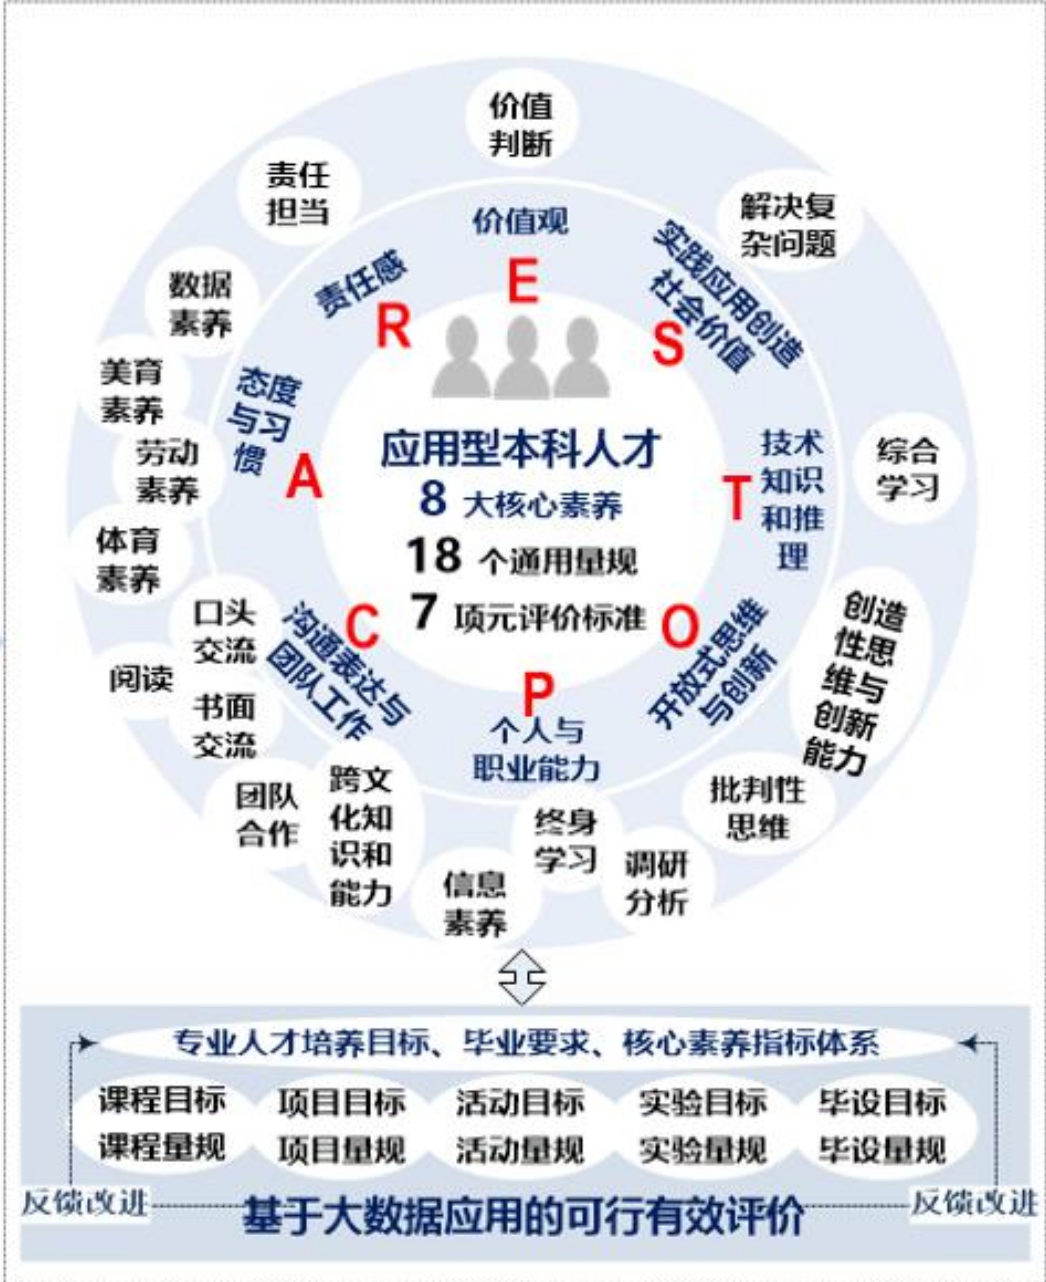 价值
判断
责任
担当
解决复
杂问题
数据
素养
美育
素养
劳动
素养
体育
素养
综合
学习
口头
交流
阅读
书面
交流
创造
性思
维与
创新
能力
团队
合作
跨文
化知
识和
能力
批判性
思维
终身
学习
调研
分析
信息
素养
价值观
E
责任感
R
实践应用创造
社会价值
S
态度
与习
惯
A
技术
知识
和推
理
T
沟通表达与
团队工作
C
开放式思维
与创新
O
P
个人与
职业能力
应用型本科人才
8 大核心素养
18 个通用量规
7 项元评价标准
专业人才培养目标、毕业要求、核心素养指标体系
课程目标
课程量规
项目目标
项目量规
活动目标
活动量规
实验目标
实验量规
毕设目标
毕设量规
反馈改进
基于大数据应用的可行有效评价
反馈改进